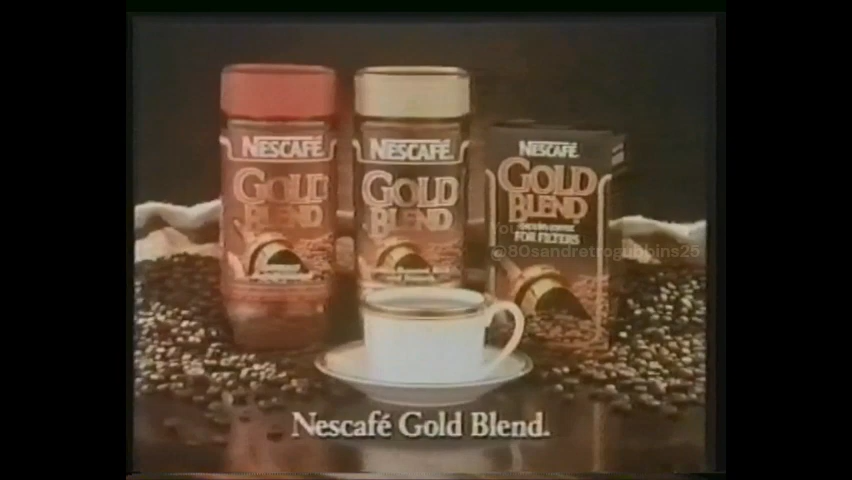 NESCAFÉ
GOLD
BLEND
NESCAFÉ
GOLD
BLEND
NESCAFÉ
GOLD
BLEND
FOR FILTERS
@80sandretrogubbins25
Nescafé Gold Blend.